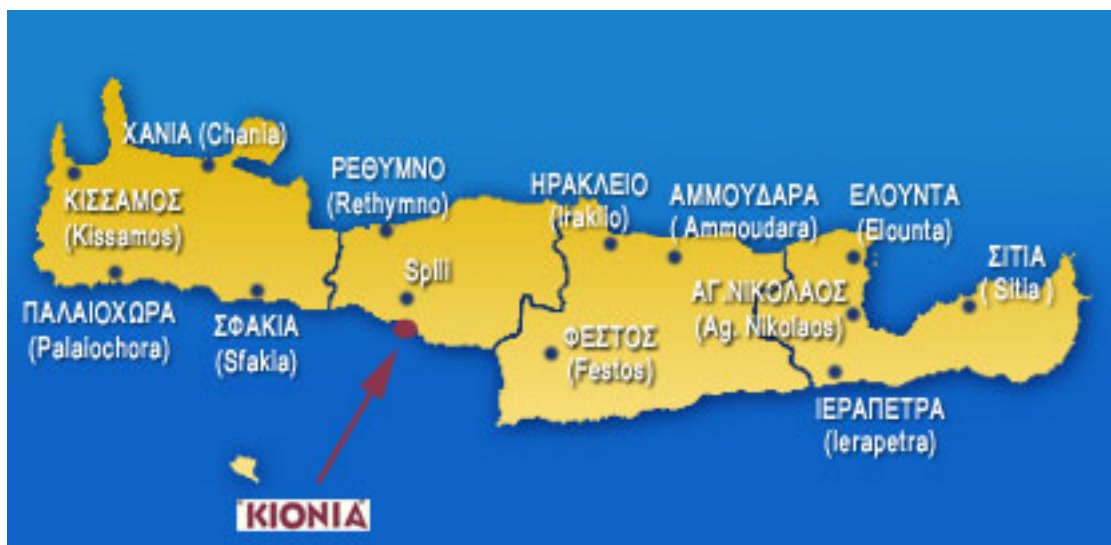 ΧΑΝΙΑ (Chania)
ΚΙΣΣΑΜΟΣ
(Kissamos)
ΠΑΛΑΙΟΧΩΡΑ
(Palaiochora)
ΣΦΑΚΙΑ
(Sfakia)
ΡΕΘΥΜΝΟ
(Rethymno)
Spili
ΗΡΑΚΛΕΙΟ
(Iraklio)
ΑΜΜΟΥΔΑΡΑ
( Ammoudara)
ΕΛΟΥΝΤΑ
(Elounta)
ΣΙΤΙΑ
( Sitia )
ΑΓ.ΝΙΚΟΛΑΟΣ
(Ag. Nikolaos)
ΦΕΣΤΟΣ
(Festos)
ΙΕΡΑΠΕΤΡΑ
(Ierapetra)
"ΚΙΟΝΙΑ"